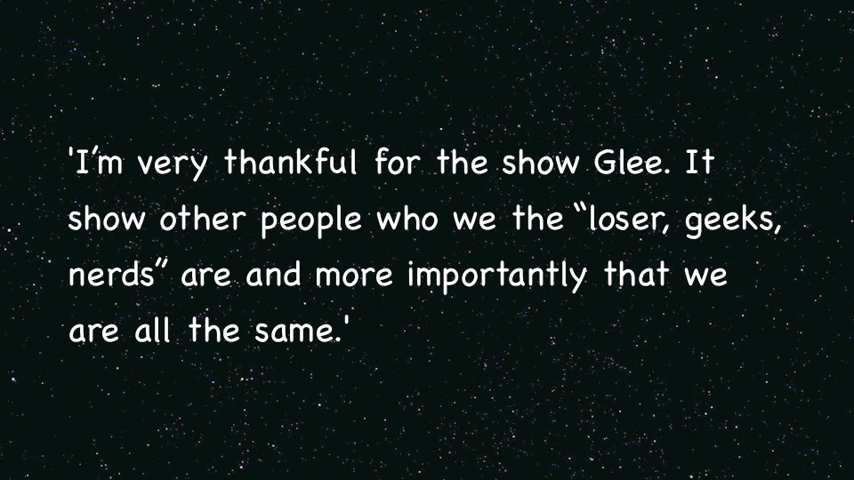 'I'm very thankful for the show Glee. It
show other people who we the “loser, geeks,
nerds” are and more importantly that we
are all the same.'